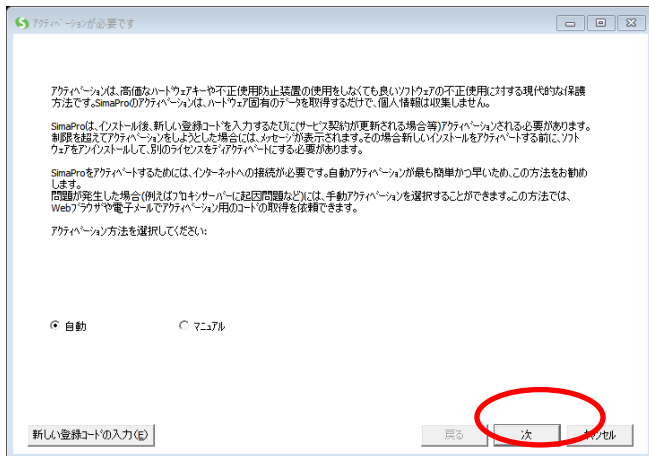 アクティベーションが必要です
アクティベーションは、高価なハードウェアキーや不正使用防止装置の使用をしなくても良いソフトウェアの不正使用に対する現代的な保護
方法です。SimaProのアクティベーションは、ハードウェア固有のデータを取得するだけで、個人情報は収集しません。
SimaProは、インストール後、新しい登録コードを入力するたびに(サービス契約が更新される場合等)アクティベーションされる必要があります。
制限を超えてアクティベーションをしようとした場合には、メッセージが表示されます。その場合新しいインストールをアクティベートする前に、ソフト
ウェアをアンインストールして、別のライセンスをディアクティベートにする必要があります。
SimaProをアクティベートするためには、インターネットへの接続が必要です。自動アクティベーションが最も簡単かつ早いため、この方法をお勧め
します。
問題が発生した場合(例えばプロキシサーバーに起因問題など)には、手動アクティベーションを選択することができます。この方法では、
Webブラウザや電子メールでアクティベーション用のコードの取得を依頼できます。
アクティベーション方法を選択してください:
自動 マニュアル
新しい登録コードの入力(E) 戻る 次 キャンセル